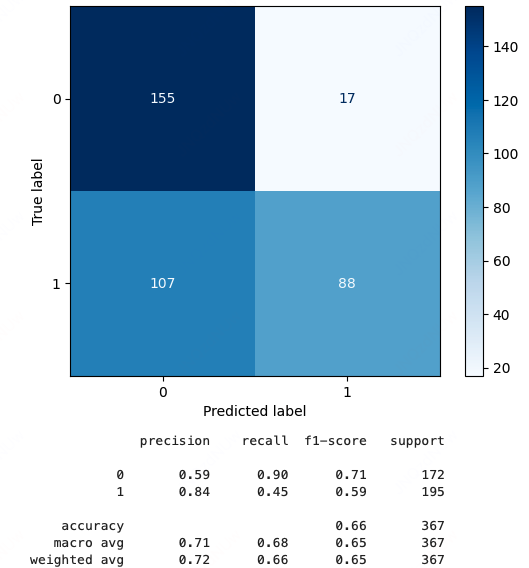 140
0
155
17
120
100
True label
80
1
107
88
60
40
20
0
1
Predicted label
precision recall f1-score support
0 0.59 0.90 0.71 172
1 0.84 0.45 0.59 195
accuracy 0.66 367
macro avg 0.71 0.68 0.65 367
weighted avg 0.72 0.66 0.65 367